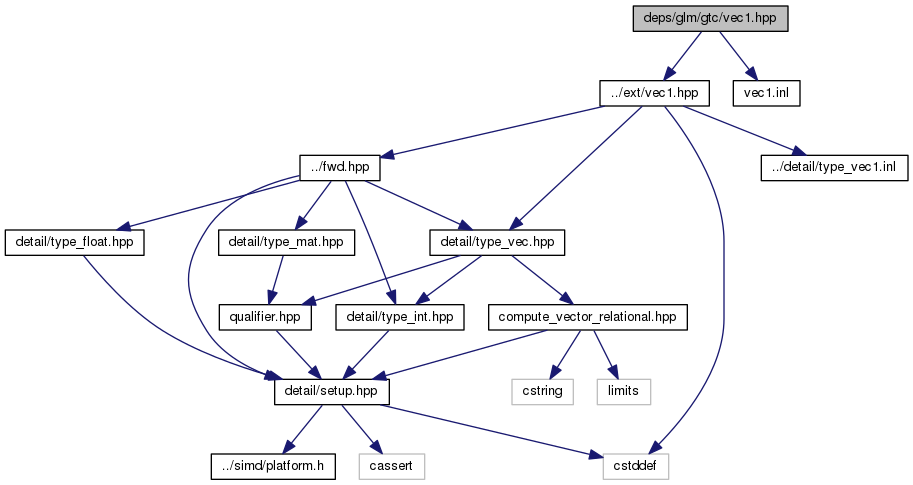 deps/glm/gtc/vec1.hpp
../ext/vec1.hpp
vec1.inl
../fwd.hpp
../detail/type_vec1.inl
detail/type_float.hpp
detail/type_mat.hpp
detail/type_vec.hpp
qualifier.hpp
detail/type_int.hpp
compute_vector_relational.hpp
detail/setup.hpp
cstring
limits
../simd/platform.h
cassert
cstddef